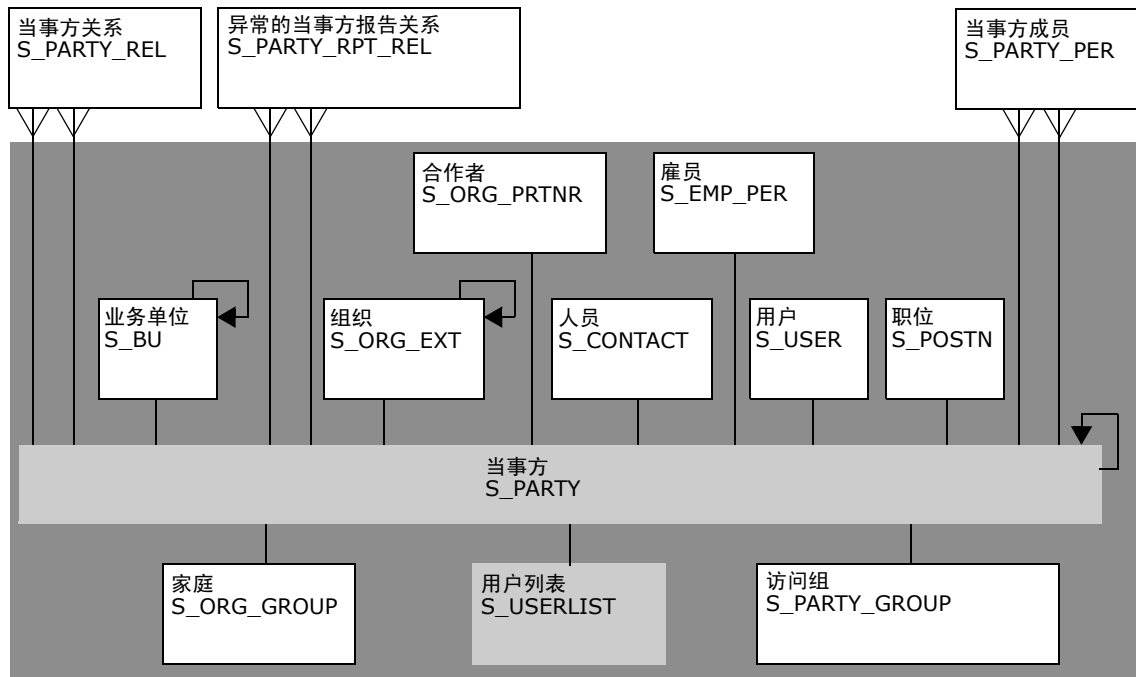 当事方关系
S_PARTY_REL
异常的当事方报告关系
S_PARTY_RPT_REL
当事方成员
S_PARTY_PER
合作者
S_ORG_PRTNR
雇员
S_EMP_PER
业务单位
S_BU
组织
S_ORG_EXT
人员
S_CONTACT
用户
S_USER
职位
S_POSTN
当事方
S_PARTY
家庭
S_ORG_GROUP
用户列表
S_USERLIST
访问组
S_PARTY_GROUP